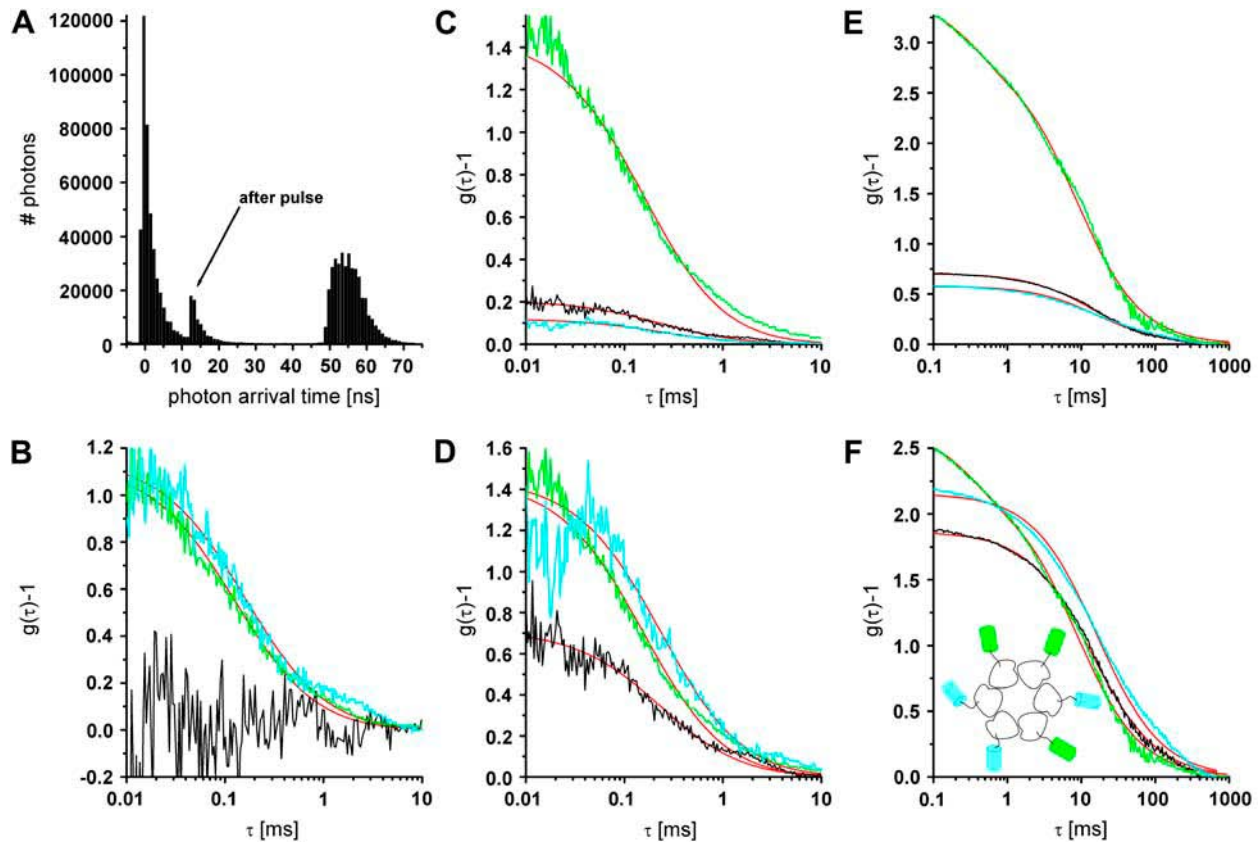 A
120000
100000
80000
60000
40000
20000
0
# photons
after pulse
0 10 20 30 40 50 60 70
photon arrival time [ns]
C
1.4
1.2
1.0
0.8
0.6
0.4
0.2
0.0
g(τ)-1
0.01 0.1 1 10
τ [ms]
E
3.0
2.5
2.0
1.5
1.0
0.5
0.0
g(τ)-1
0.1 1 10 100 1000
τ [ms]
B
1.2
1.0
0.8
0.6
0.4
0.2
0.0
-0.2
g(τ)-1
0.01 0.1 1 10
τ [ms]
D
1.6
1.4
1.2
1.0
0.8
0.6
0.4
0.2
0.0
g(τ)-1
0.01 0.1 1 10
τ [ms]
F
2.5
2.0
1.5
1.0
0.5
0.0
g(τ)-1
0.1 1 10 100 1000
τ [ms]